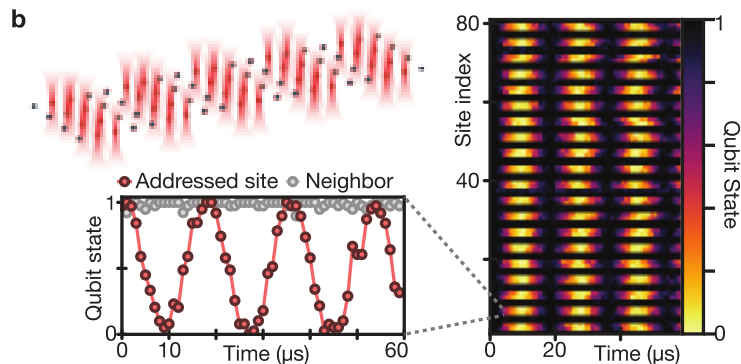 b
Addressed site Neighbor
Qubit state
1
0
0 10 60
Time (µs)
Site index
80
40
0 20
Time (µs)
1
0
Qubit State